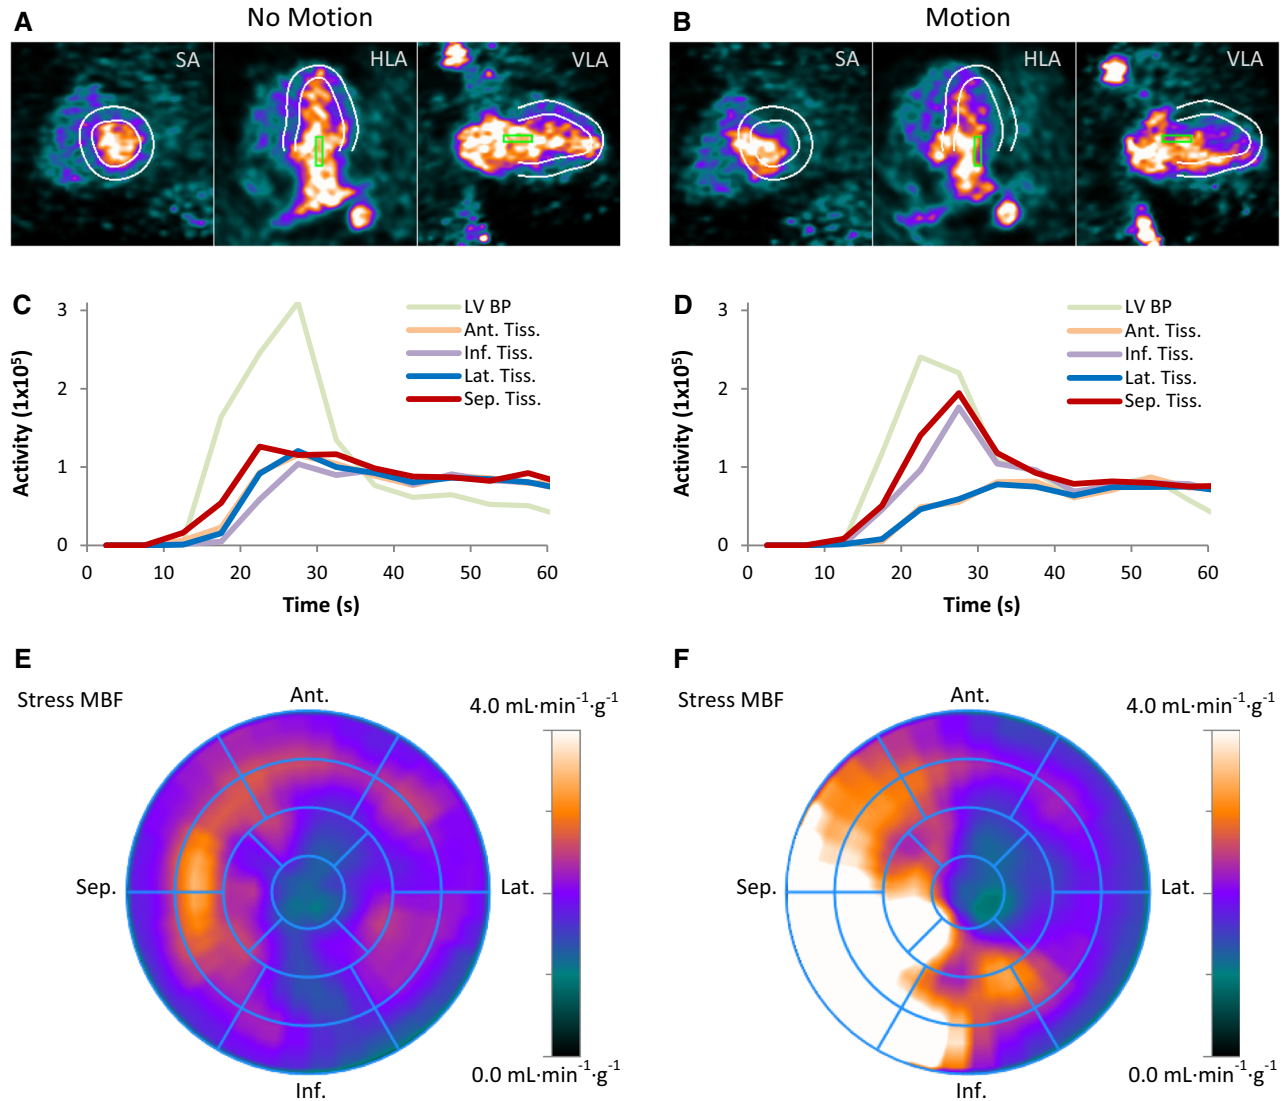 A No Motion
B Motion
SA HLA VLA
SA HLA VLA
C
LV BP
Ant. Tiss.
Inf. Tiss.
Lat. Tiss.
Sep. Tiss.
Activity (1x10⁵)
3
2
1
0
0 10 20 30 40 50 60
Time (s)
D
LV BP
Ant. Tiss.
Inf. Tiss.
Lat. Tiss.
Sep. Tiss.
Activity (1x10⁵)
3
2
1
0
0 10 20 30 40 50 60
Time (s)
E
Stress MBF
Ant.
4.0 mL·min⁻¹·g⁻¹
Sep.
Lat.
0.0 mL·min⁻¹·g⁻¹
Inf.
F
Stress MBF
Ant.
4.0 mL·min⁻¹·g⁻¹
Sep.
Lat.
0.0 mL·min⁻¹·g⁻¹
Inf.